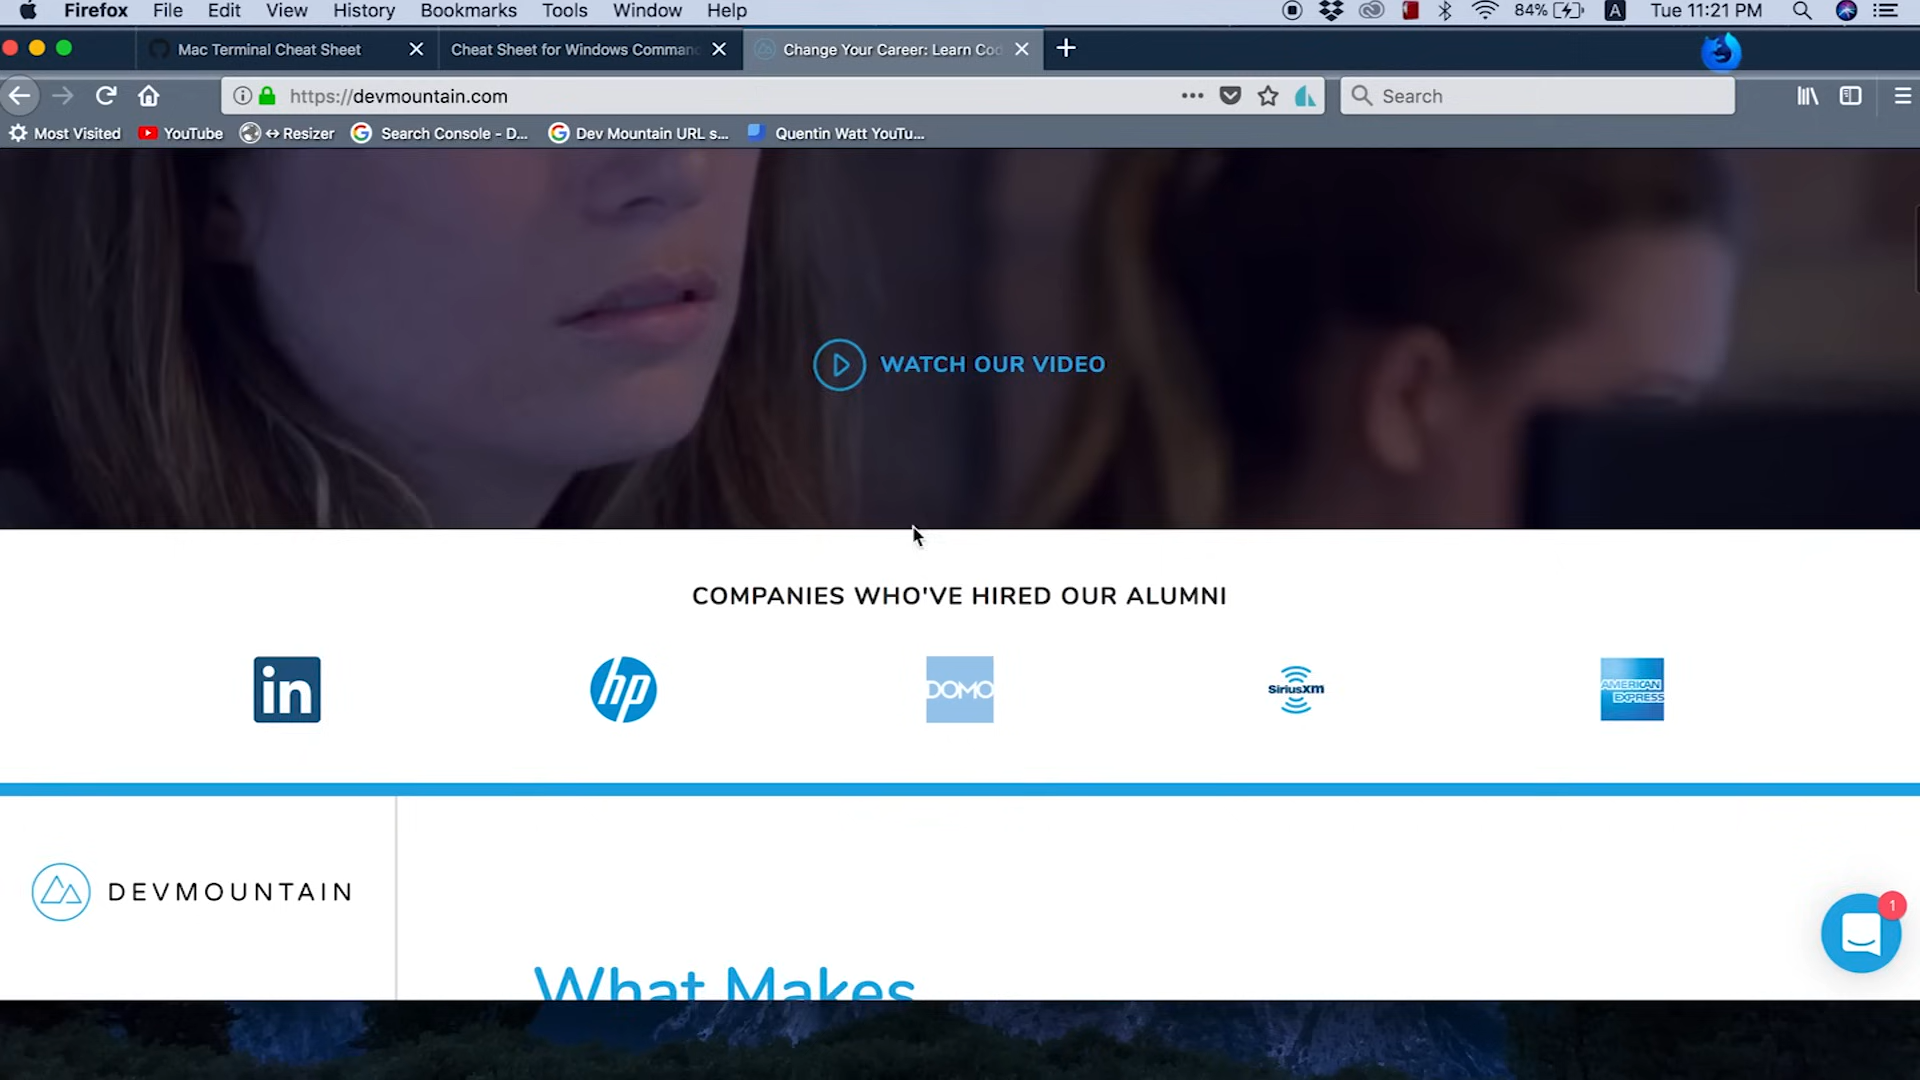 Firefox File Edit View History Bookmarks Tools Window Help 84% A Tue 11:21 PM
Mac Terminal Cheat Sheet Cheat Sheet for Windows Comman Change Your Career: Learn Cod
https://devmountain.com Search
Most Visited YouTube ↔ Resizer Search Console - D... Dev Mountain URL s... Quentin Watt YouTu...
WATCH OUR VIDEO
COMPANIES WHO'VE HIRED OUR ALUMNI
in hp DOMO SiriusXM AMERICAN EXPRESS
DEVMOUNTAIN
1
What Makes